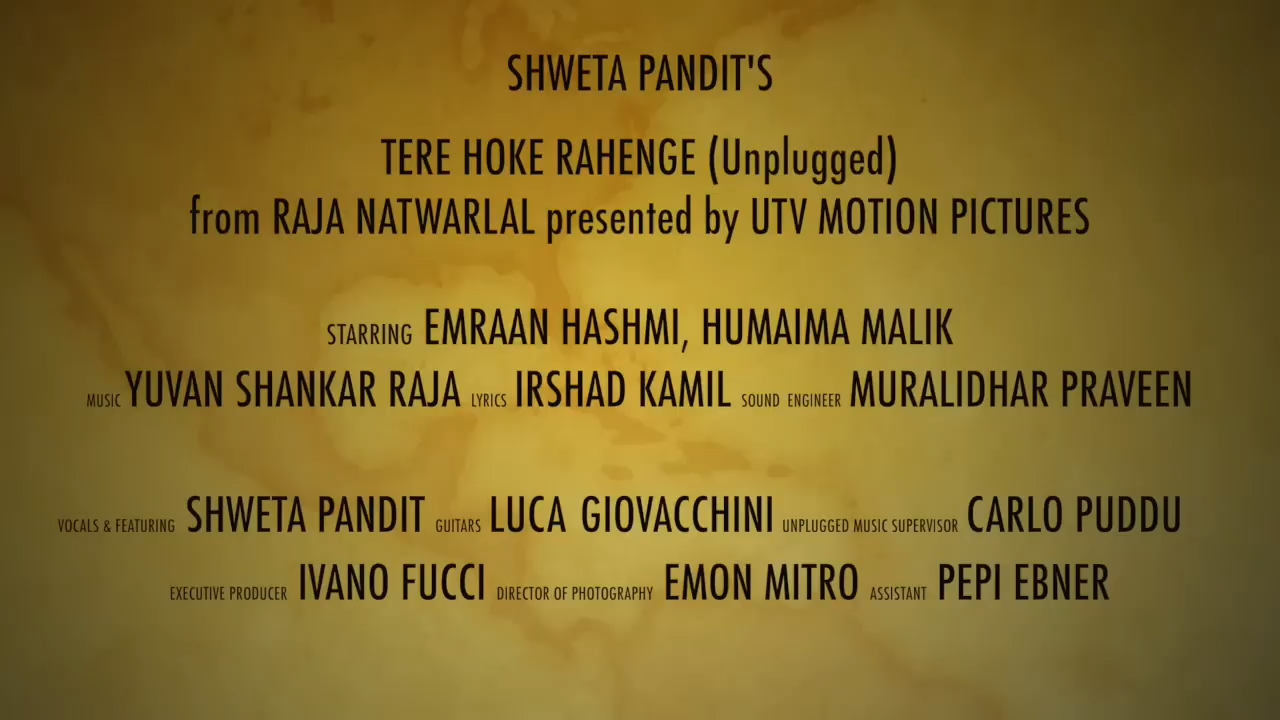 SHWETA PANDIT'S
TERE HOKE RAHENGE (Unplugged)
from RAJA NATWARLAL presented by UTV MOTION PICTURES
STARRING EMRAAN HASHMI, HUMAIMA MALIK
MUSIC YUVAN SHANKAR RAJA LYRICS IRSHAD KAMIL SOUND ENGINEER MURALIDHAR PRAVEEN
VOCALS & FEATURING SHWETA PANDIT GUITARS LUCA GIOVACCHINI UNPLUGGED MUSIC SUPERVISOR CARLO PUDDU
EXECUTIVE PRODUCER IVANO FUCCI DIRECTOR OF PHOTOGRAPHY EMON MITRO ASSISTANT PEPI EBNER